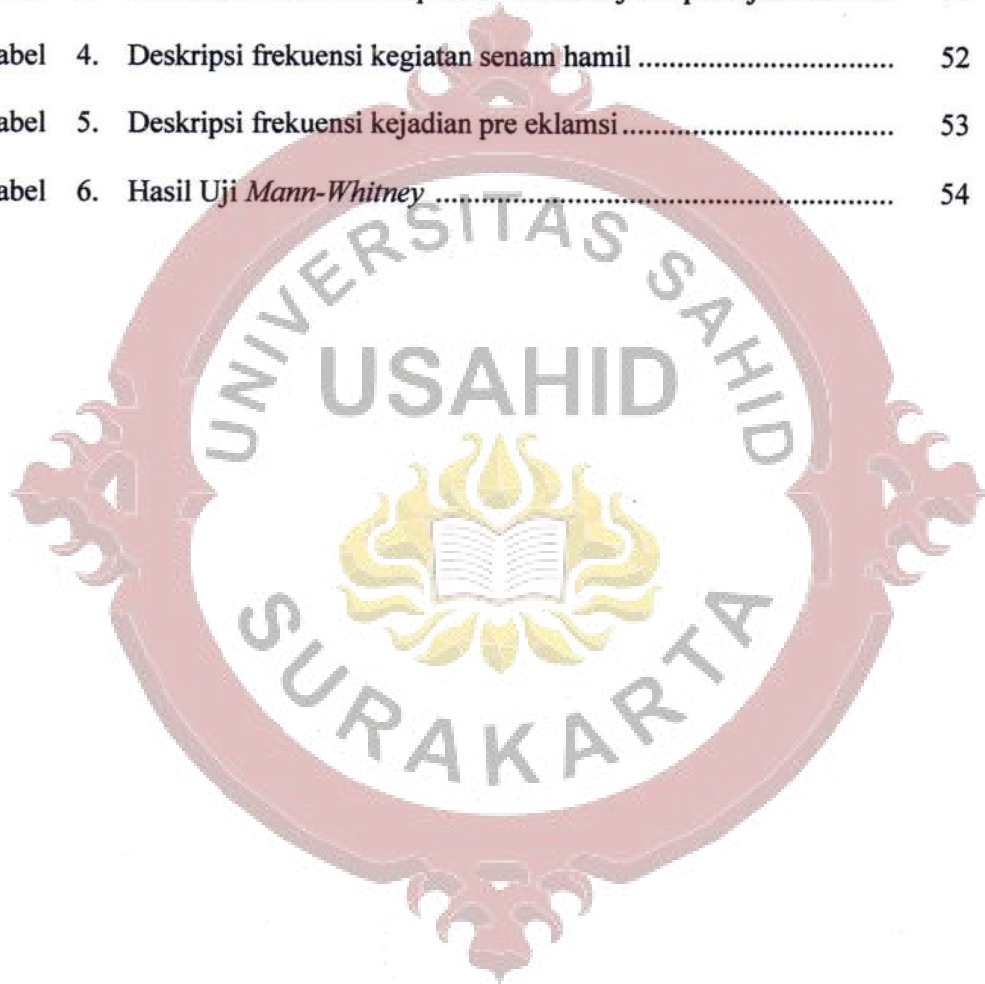 abel 4. Deskripsi frekuensi kegiatan senam hamil ................................ 52
abel 5. Deskripsi frekuensi kejadian pre eklamsi .................................. 53
abel 6. Hasil Uji Mann-Whitney ................................................................ 54
UNIVERSITAS SAHID
USAHID
SURAKARTA